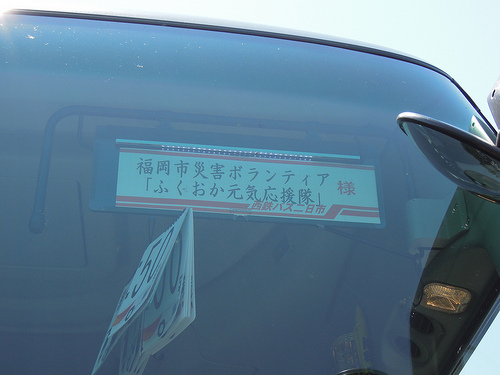 福岡市災害ボランティア
「ふくおか元気応援隊」
様
西鉄バス二日市